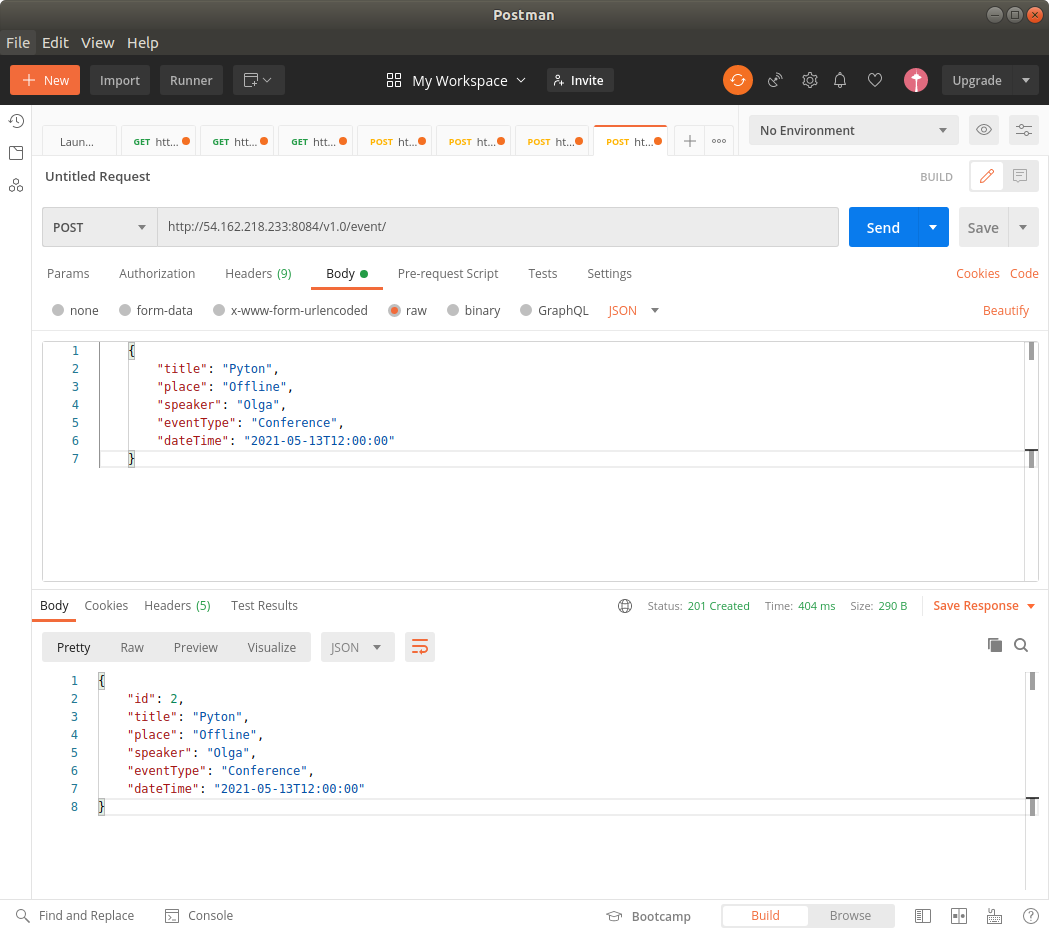 Postman
File Edit View Help
New Import Runner My Workspace Invite Upgrade
Laun... GET htt... GET htt... GET htt... POST ht... POST ht... POST ht... POST ht... No Environment
Untitled Request BUILD
POST http://54.162.218.233:8084/v1.0/event/ Send Save
Params Authorization Headers (9) Body Pre-request Script Tests Settings Cookies Code
none form-data x-www-form-urlencoded raw binary GraphQL JSON Beautify
1 {
2 "title": "Pyton",
3 "place": "Offline",
4 "speaker": "Olga",
5 "eventType": "Conference",
6 "dateTime": "2021-05-13T12:00:00"
7 }
Body Cookies Headers (5) Test Results Status: 201 Created Time: 404 ms Size: 290 B Save Response
Pretty Raw Preview Visualize JSON
1 {
2 "id": 2,
3 "title": "Pyton",
4 "place": "Offline",
5 "speaker": "Olga",
6 "eventType": "Conference",
7 "dateTime": "2021-05-13T12:00:00"
8 }
Find and Replace Console Bootcamp Build Browse